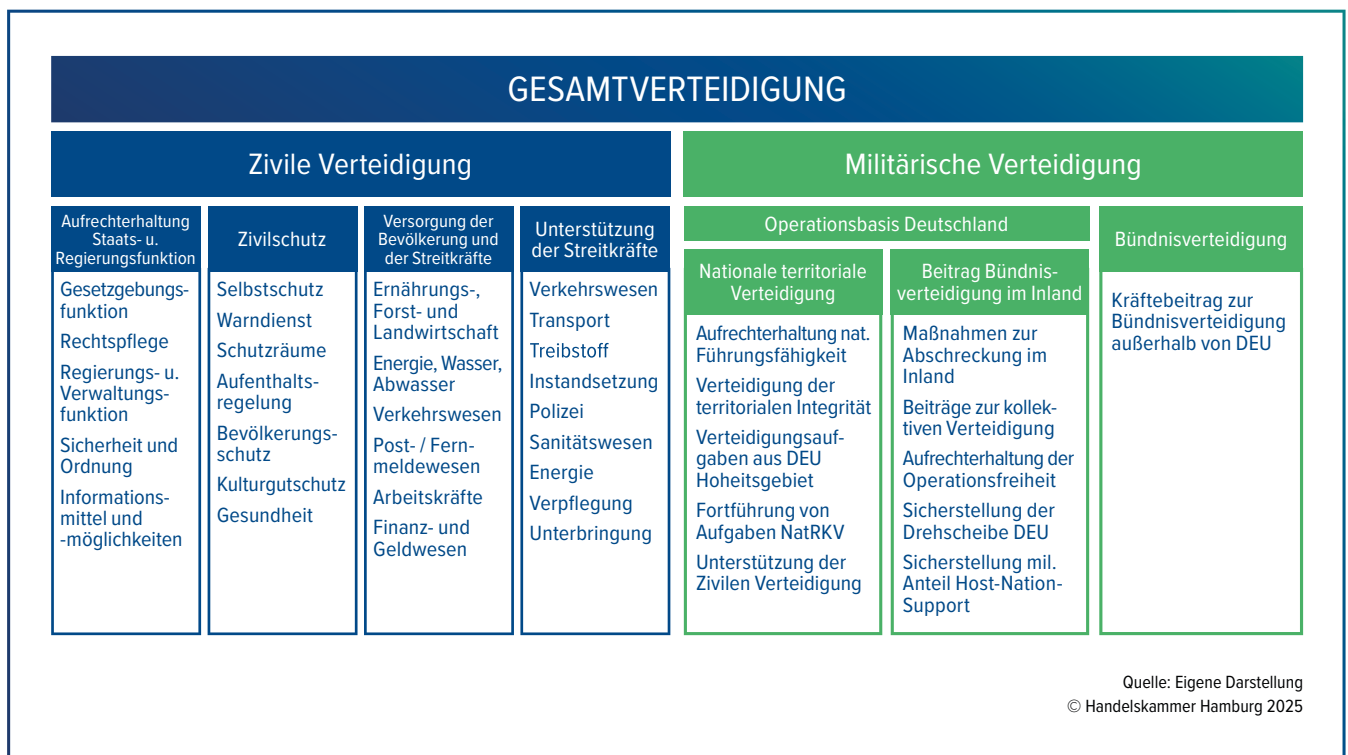 GESAMTVERTEIDIGUNG
Zivile Verteidigung
Aufrechterhaltung
Staats- u.
Regierungsfunktion
Gesetzgebungs-
funktion
Rechtspflege
Regierungs- u.
Verwaltungs-
funktion
Sicherheit und
Ordnung
Informations-
mittel und
-möglichkeiten
Zivilschutz
Selbstschutz
Warndienst
Schutzräume
Aufenthalts-
regelung
Bevölkerungs-
schutz
Kulturgutschutz
Gesundheit
Versorgung der
Bevölkerung und
der Streitkräfte
Ernährungs-,
Forst- und
Landwirtschaft
Energie, Wasser,
Abwasser
Verkehrswesen
Post- / Fern-
meldewesen
Arbeitskräfte
Finanz- und
Geldwesen
Unterstützung
der Streitkräfte
Verkehrswesen
Transport
Treibstoff
Instandsetzung
Polizei
Sanitätswesen
Energie
Verpflegung
Unterbringung
Militärische Verteidigung
Operationsbasis Deutschland
Nationale territoriale
Verteidigung
Aufrechterhaltung nat.
Führungsfähigkeit
Verteidigung der
territorialen Integrität
Verteidigungsauf-
gaben aus DEU
Hoheitsgebiet
Fortführung von
Aufgaben NatRKV
Unterstützung der
Zivilen Verteidigung
Beitrag Bündnis-
verteidigung im Inland
Maßnahmen zur
Abschreckung im
Inland
Beiträge zur kollek-
tiven Verteidigung
Aufrechterhaltung der
Operationsfreiheit
Sicherstellung der
Drehscheibe DEU
Sicherstellung mil.
Anteil Host-Nation-
Support
Bündnisverteidigung
Kräftebeitrag zur
Bündnisverteidigung
außerhalb von DEU
Quelle: Eigene Darstellung
© Handelskammer Hamburg 2025